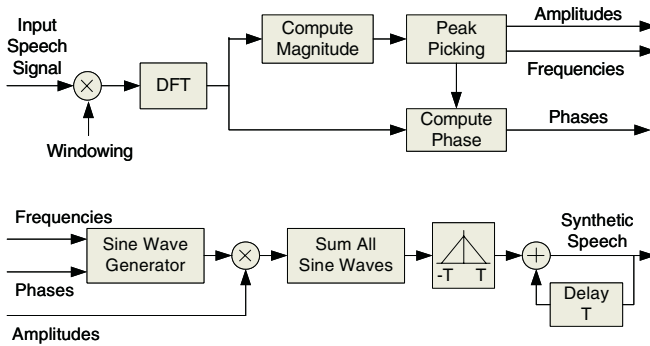 Input
Speech
Signal
×
Windowing
DFT
Compute
Magnitude
Peak
Picking
Amplitudes
Frequencies
Compute
Phase
Phases
Frequencies
Phases
Amplitudes
Sine Wave
Generator
×
Sum All
Sine Waves
-T T
+
Synthetic
Speech
Delay
T